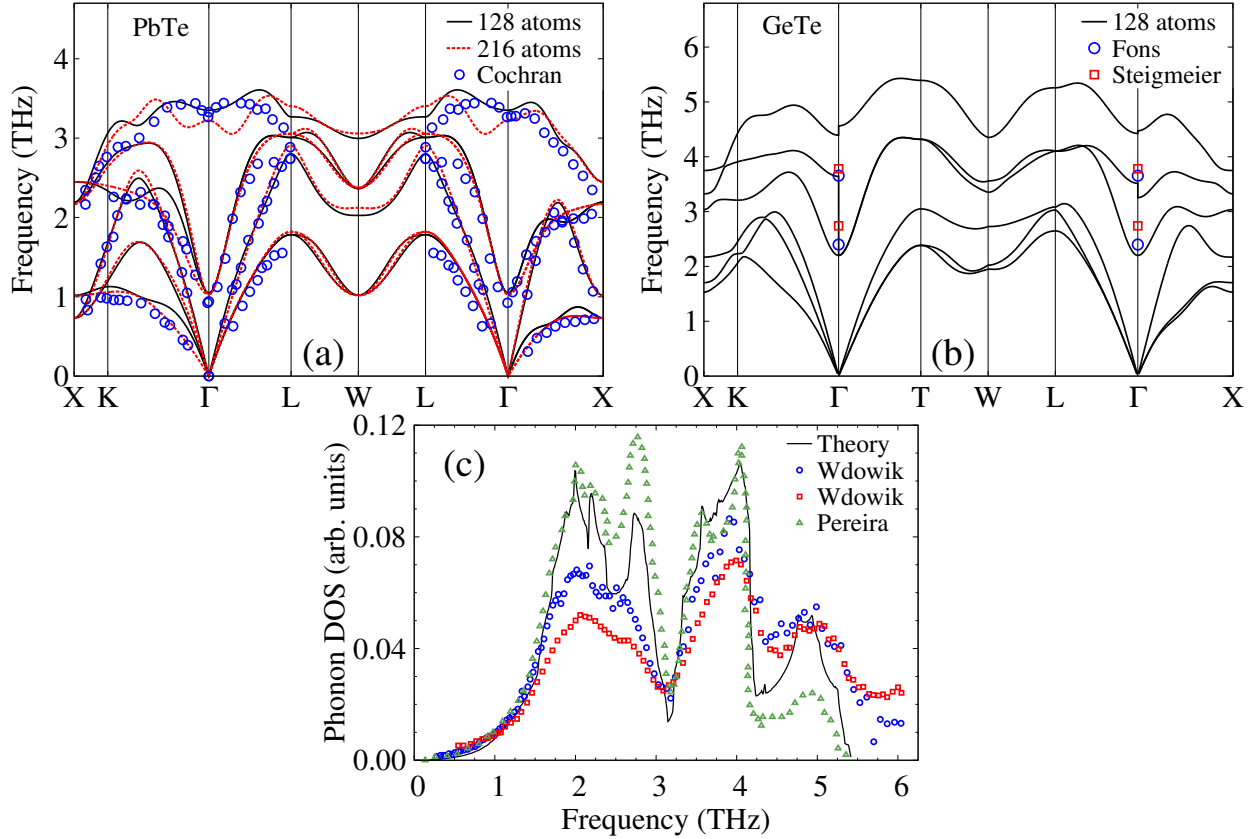 PbTe
128 atoms
216 atoms
Cochran
Frequency (THz)
4
3
2
1
0
(a)
X K Γ L W L Γ X
GeTe
128 atoms
Fons
Steigmeier
Frequency (THz)
6
5
4
3
2
1
0
(b)
X K Γ T W L Γ X
(c)
Theory
Wdowik
Wdowik
Pereira
Phonon DOS (arb. units)
0.12
0.08
0.04
0.00
0 1 2 3 4 5 6
Frequency (THz)